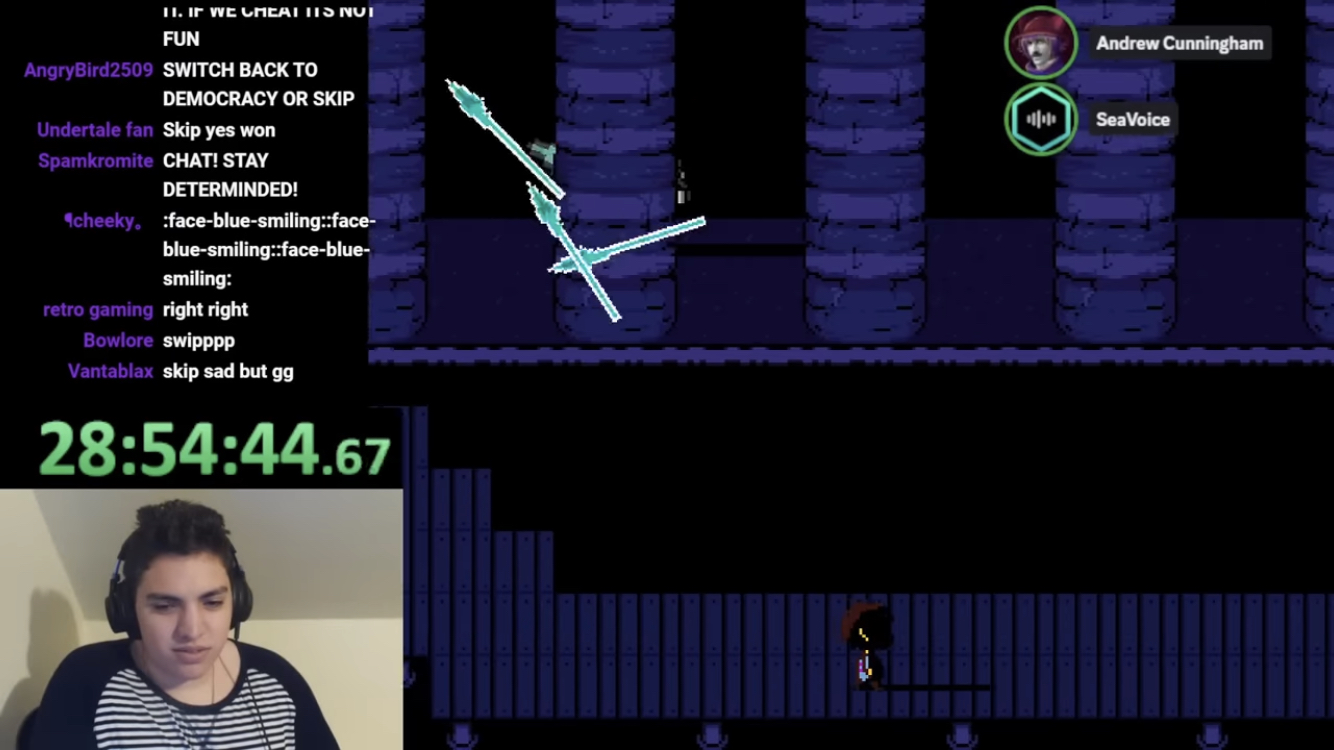 IT. IF WE CHEAT ITS NOT
FUN
AngryBird2509 SWITCH BACK TO
DEMOCRACY OR SKIP
Undertale fan Skip yes won
Spamkromite CHAT! STAY
DETERMINDED!
¶cheeky。 :face-blue-smiling::face-
blue-smiling::face-blue-
smiling:
retro gaming right right
Bowlore swipppp
Vantablax skip sad but gg
28:54:44.67
Andrew Cunningham
SeaVoice